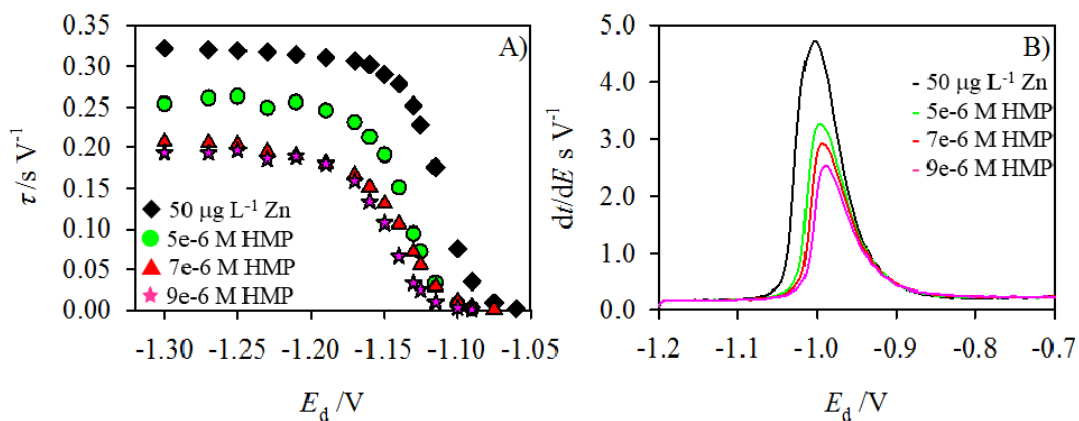 A)
0.35
0.30
0.25
0.20
0.15
0.10
0.05
0.00
τ /s V⁻¹
50 μg L⁻¹ Zn
5e-6 M HMP
7e-6 M HMP
9e-6 M HMP
-1.30 -1.25 -1.20 -1.15 -1.10 -1.05
E_d /V
B)
5.0
4.0
3.0
2.0
1.0
0.0
dt/dE s V⁻¹
50 μg L⁻¹ Zn
5e-6 M HMP
7e-6 M HMP
9e-6 M HMP
-1.2 -1.1 -1.0 -0.9 -0.8 -0.7
E_d /V